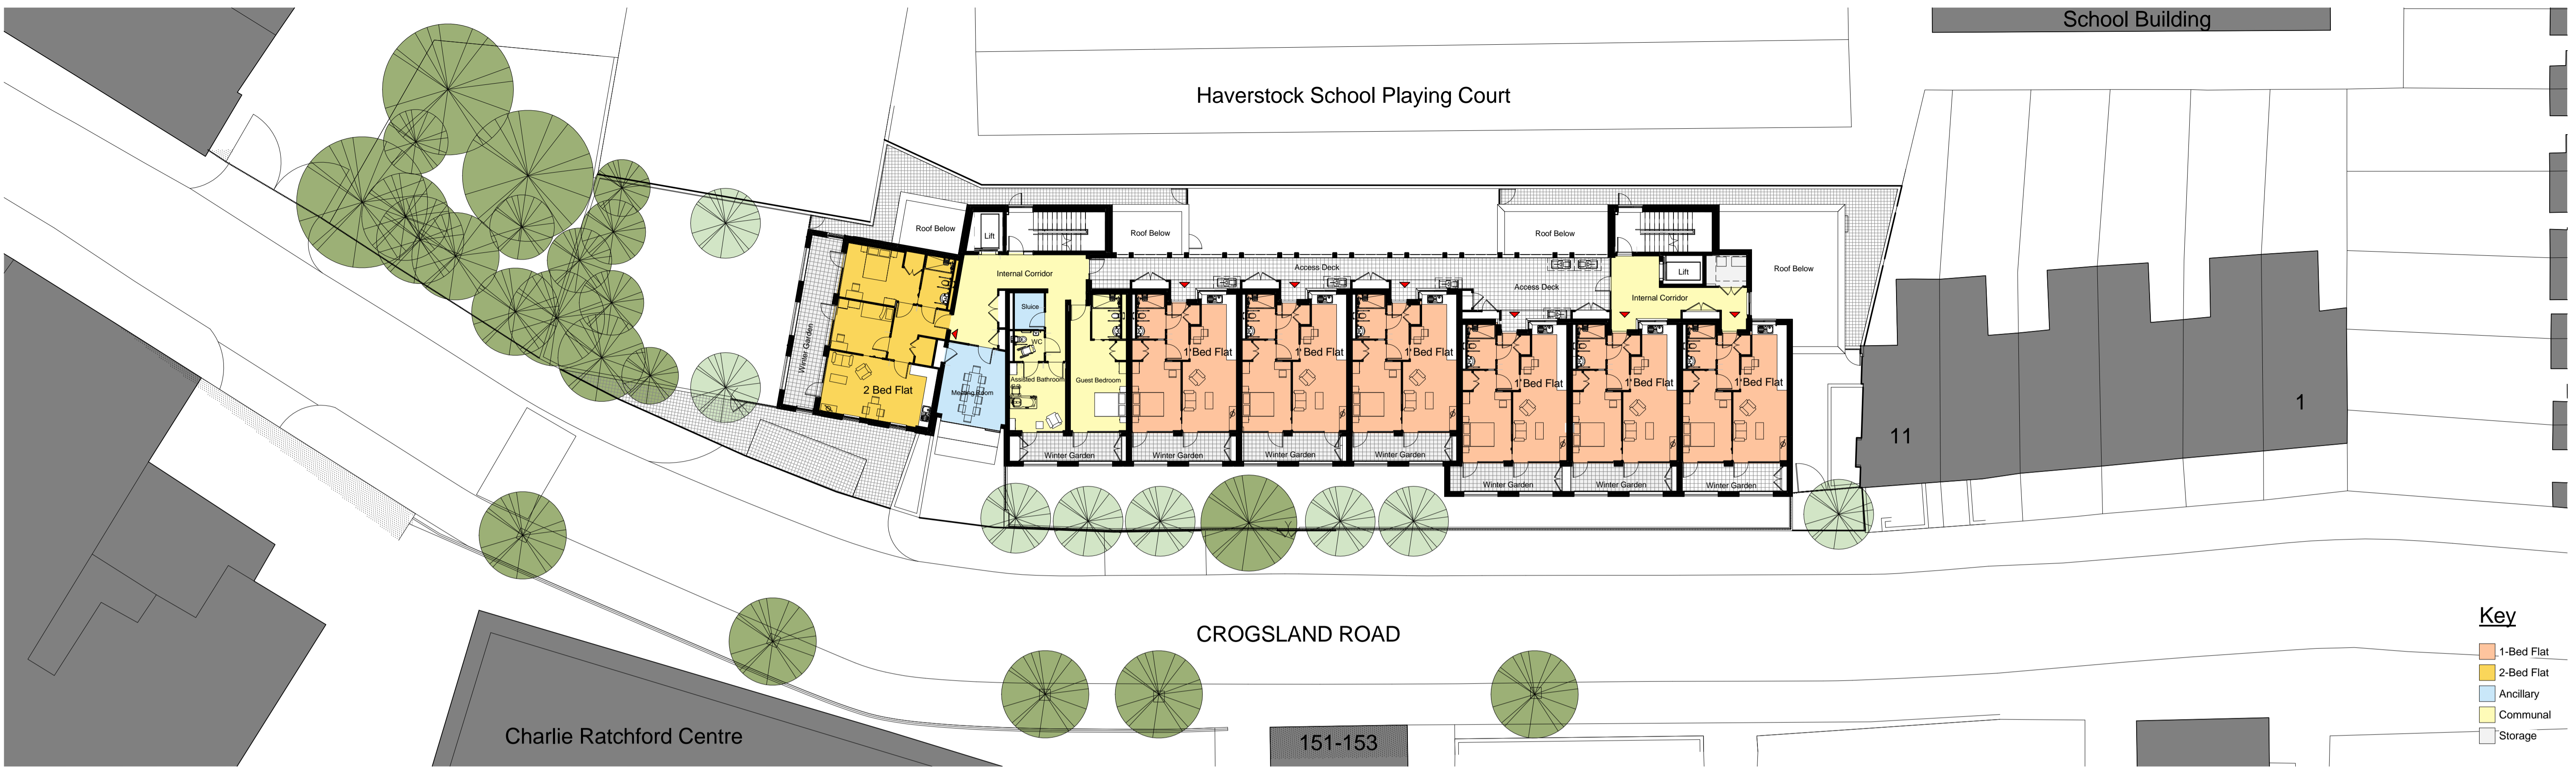 School Building
Haverstock School Playing Court
Roof Below
Lift
Roof Below
Roof Below
Roof Below
Lift
Internal Corridor
Access Deck
Access Deck
Internal Corridor
Sluice
WC
Winter Garden
2 Bed Flat
Meeting Room
Assisted Bathroom
Guest Bedroom
1 Bed Flat
1 Bed Flat
1 Bed Flat
1 Bed Flat
1 Bed Flat
1 Bed Flat
Winter Garden
Winter Garden
Winter Garden
Winter Garden
Winter Garden
Winter Garden
Winter Garden
11
1
CROGSLAND ROAD
Charlie Ratchford Centre
151-153
Key
1-Bed Flat
2-Bed Flat
Ancillary
Communal
Storage